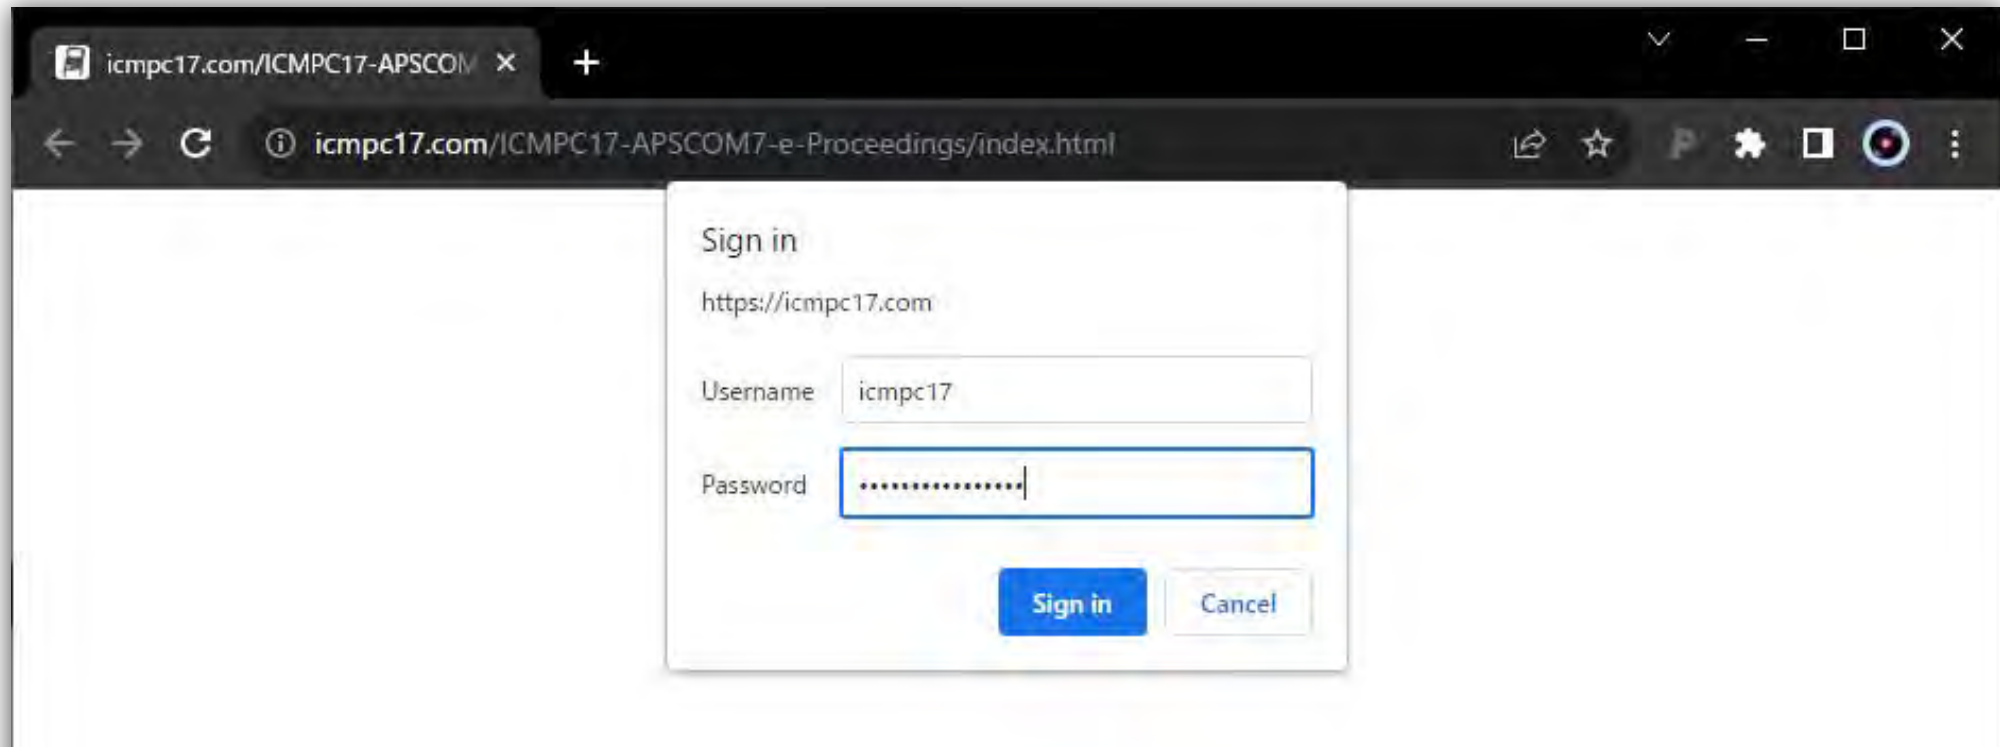 icmpc17.com/ICMPC17-APSCOM
icmpc17.com/ICMPC17-APSCOM7-e-Proceedings/index.html
Sign in
https://icmpc17.com
Username icmpc17
Password ••••••••••••••••
Sign in Cancel